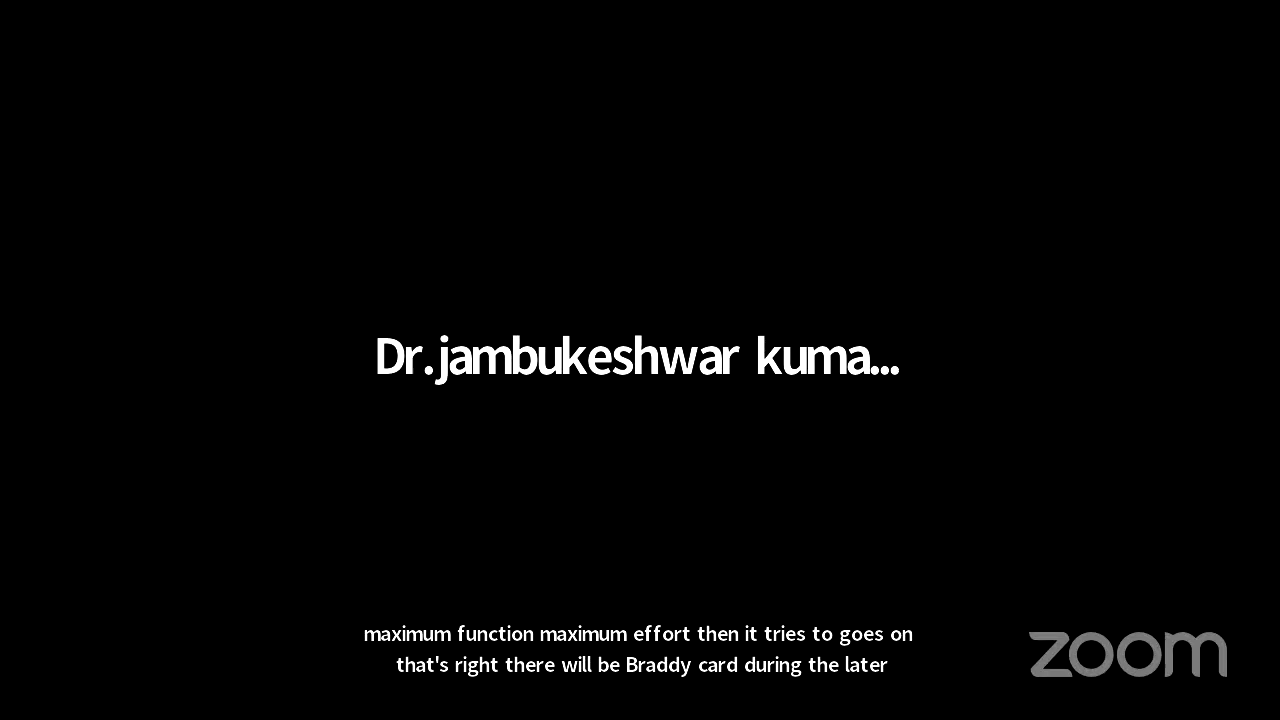 Dr.jambukeshwar kuma...
maximum function maximum effort then it tries to goes on
that's right there will be Braddy card during the later
zoom